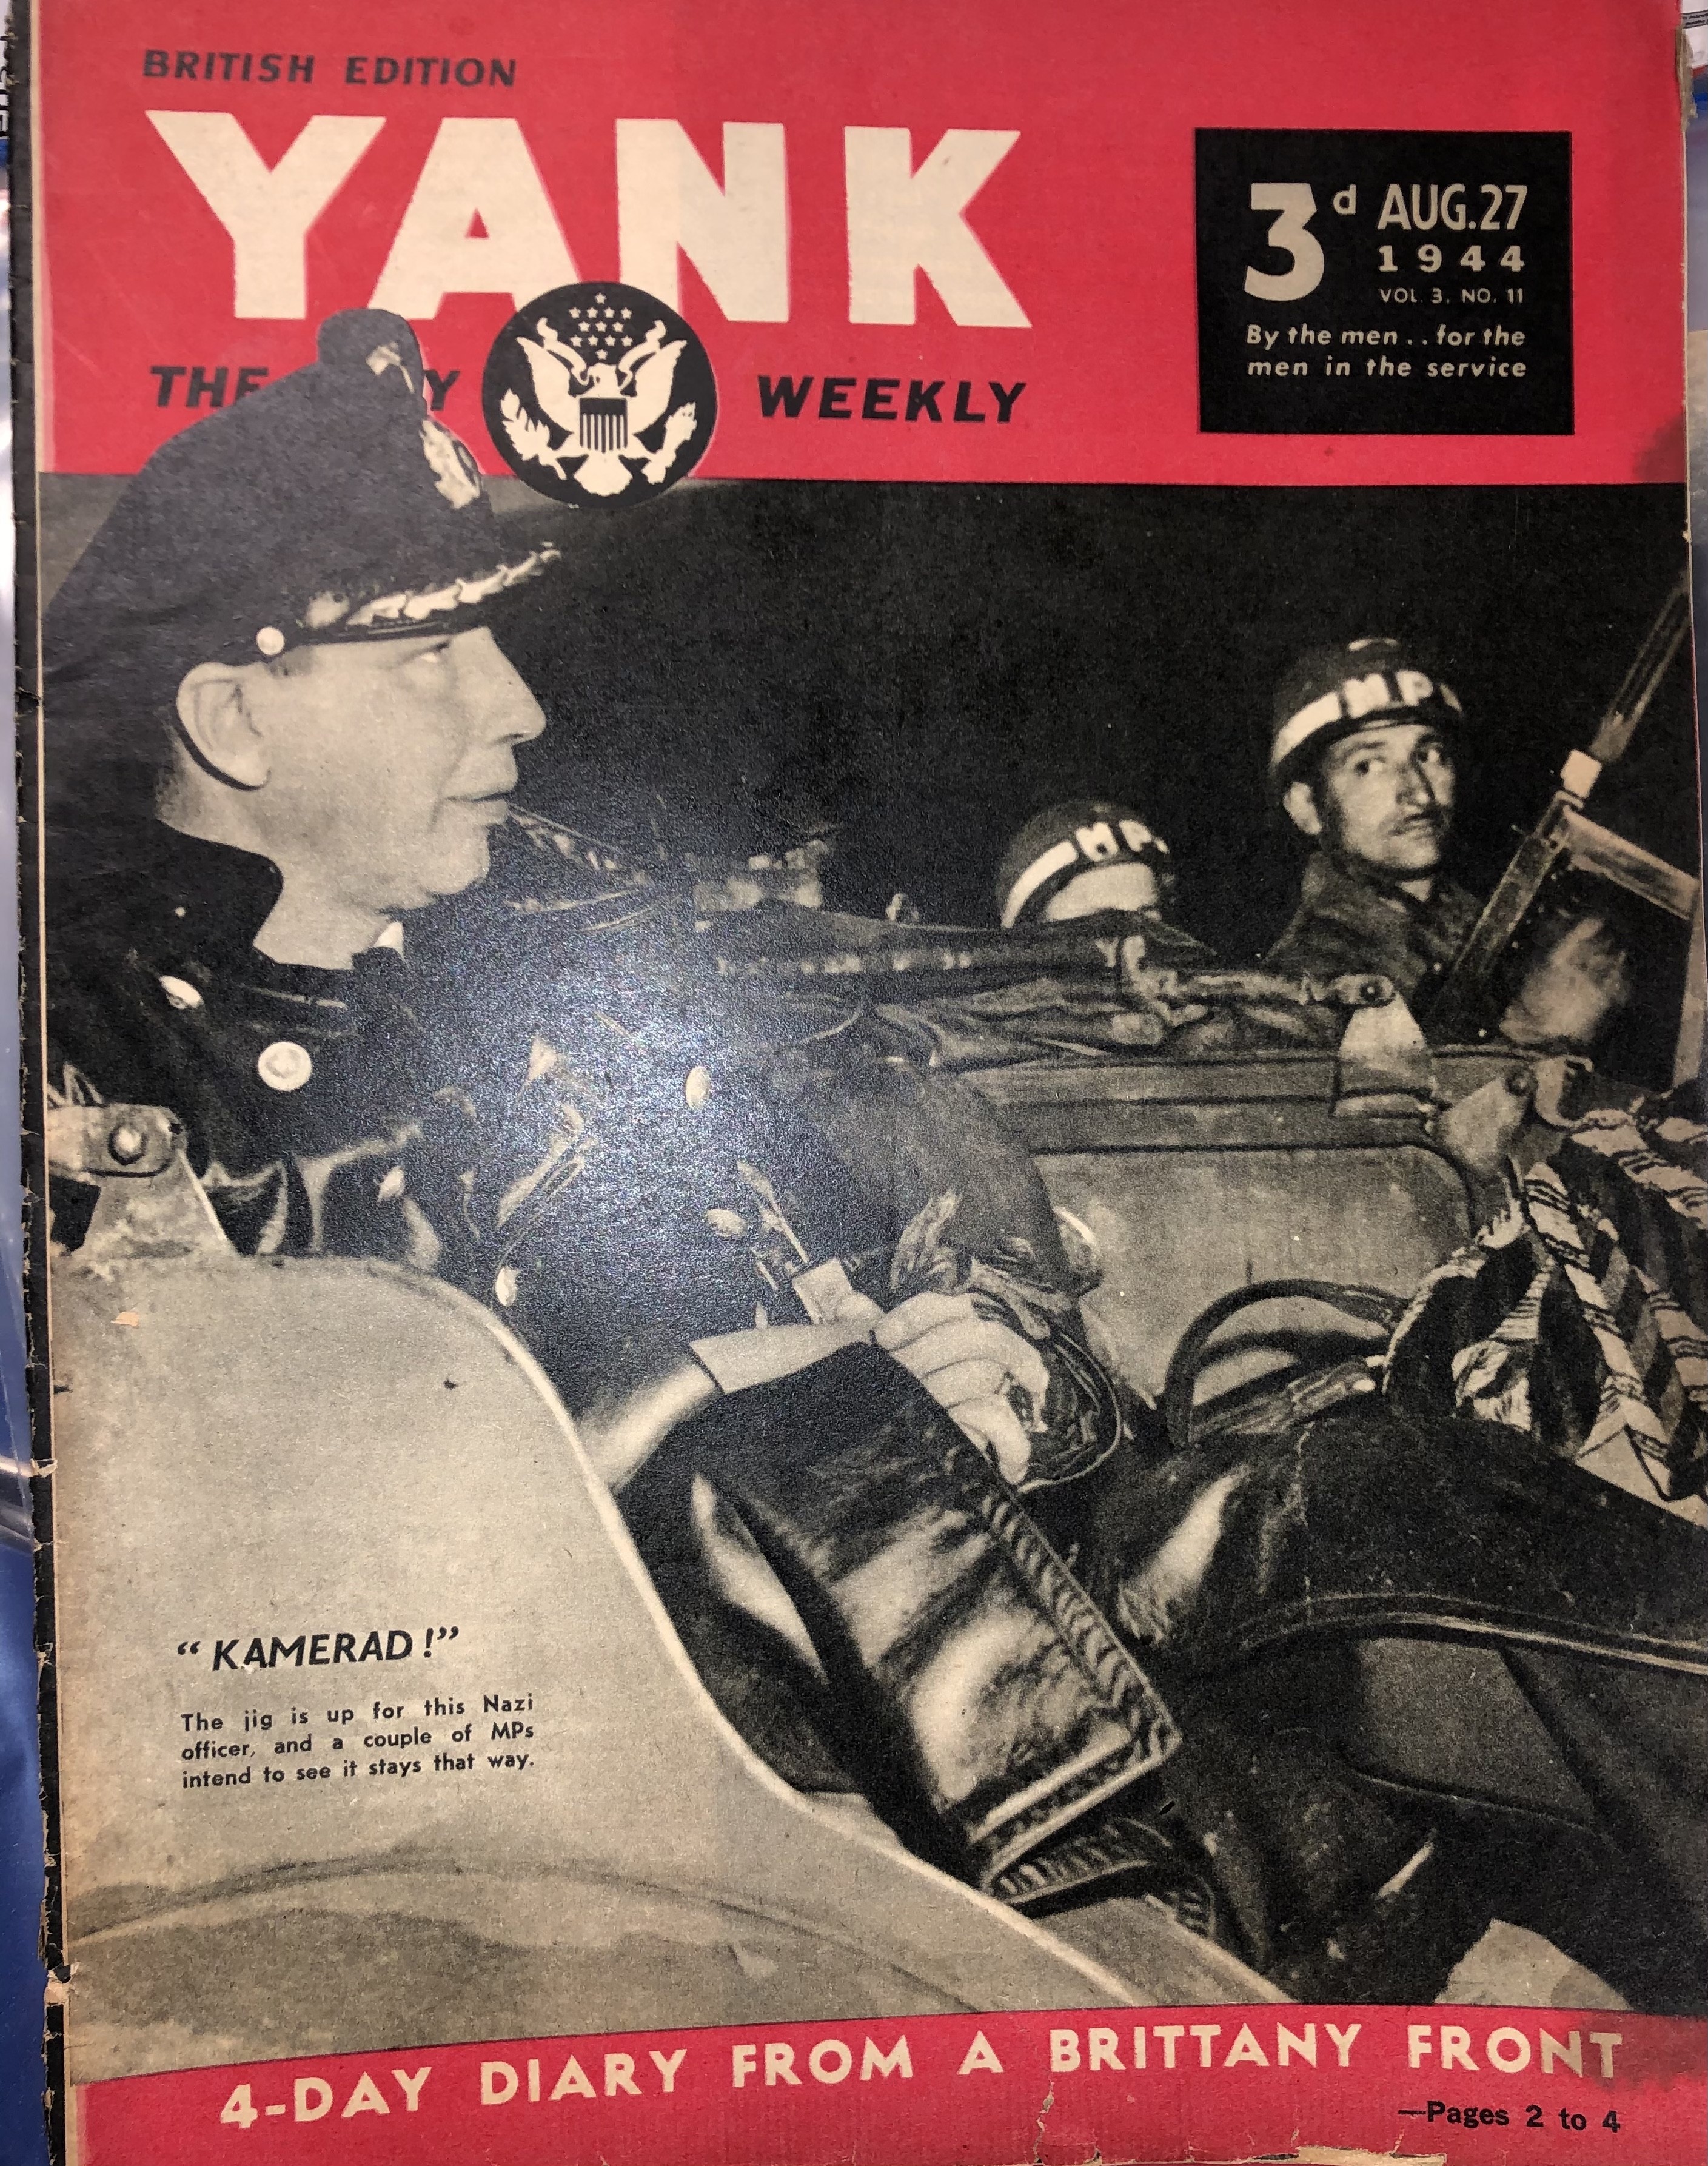 BRITISH EDITION
YANK
THE Y WEEKLY
3d AUG.27
1944
VOL. 3. NO. 11
By the men . . for the
men in the service
MP
MP
"KAMERAD!"
The jig is up for this Nazi
officer, and a couple of MPs
intend to see it stays that way.
4-DAY DIARY FROM A BRITTANY FRONT
—Pages 2 to 4